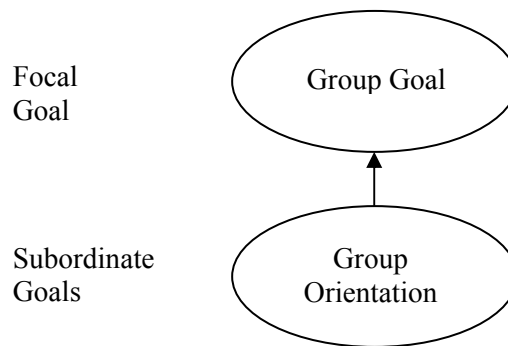 Focal
Goal
Group Goal
Subordinate
Goals
Group
Orientation